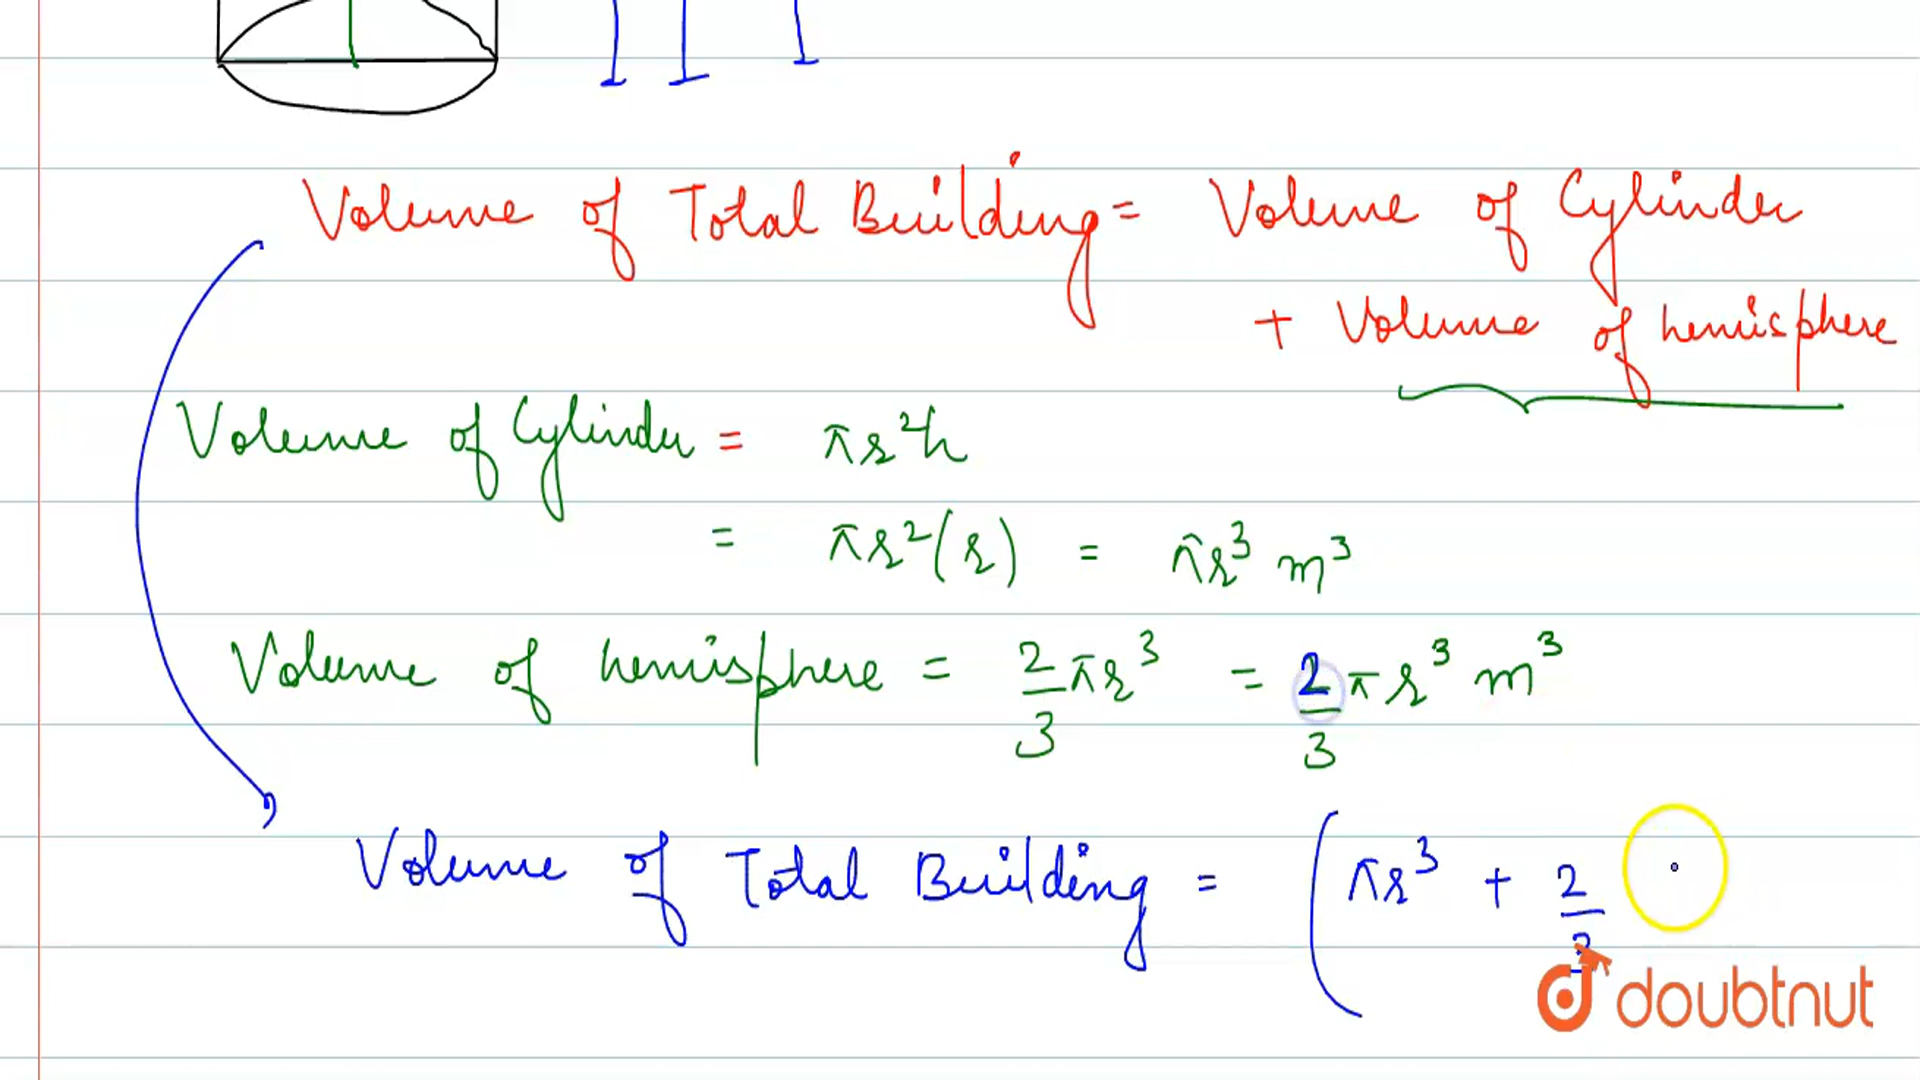 Volume of Total Building = Volume of Cylinder
+ Volume of hemisphere
Volume of Cylinder = πr²h
= πr²(r) = πr³ m³
Volume of hemisphere = 2/3 πr³ = 2/3 πr³ m³
Volume of Total Building = (πr³ + 2/3
doubtnut